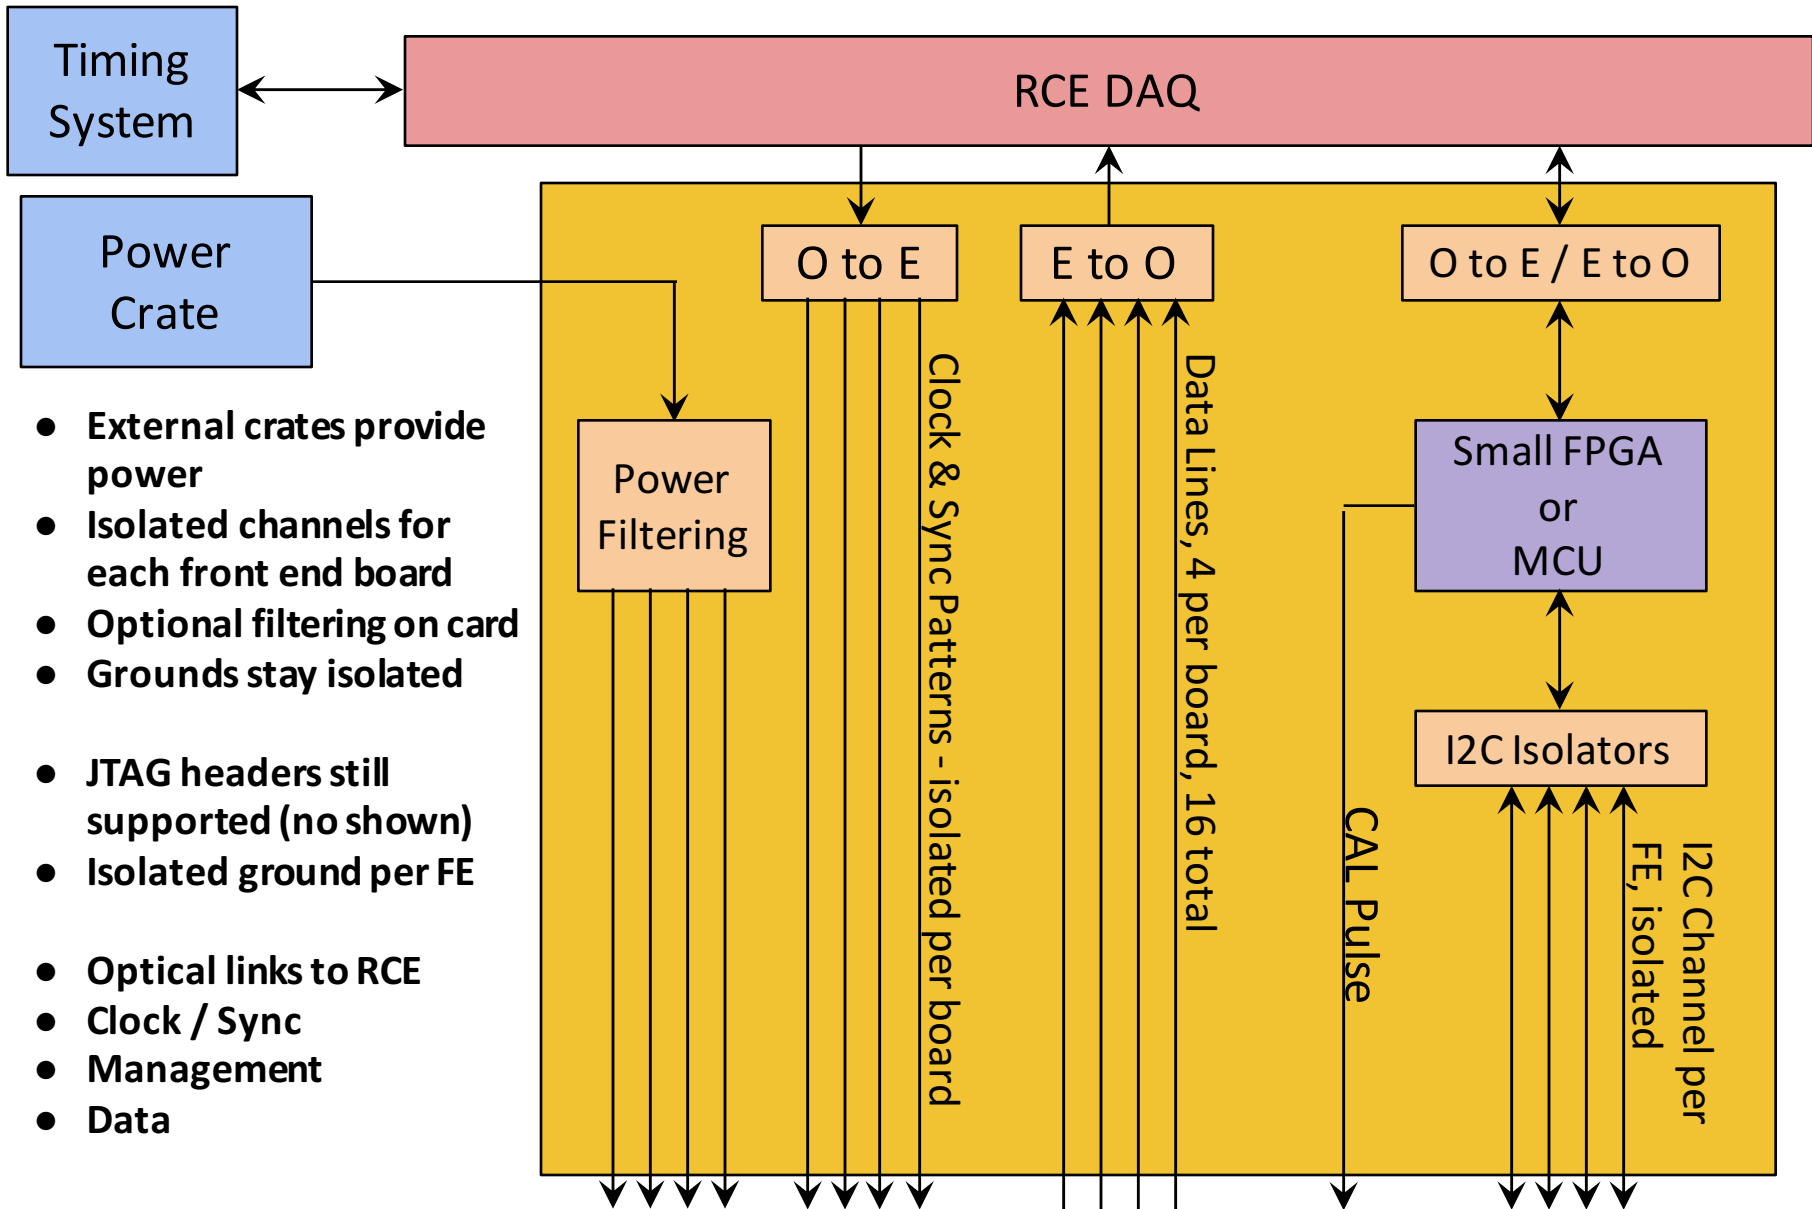 Timing
System
RCE DAQ
Power
Crate
O to E
E to O
O to E / E to O
● External crates provide
power
● Isolated channels for
each front end board
● Optional filtering on card
● Grounds stay isolated
● JTAG headers still
supported (no shown)
● Isolated ground per FE
● Optical links to RCE
● Clock / Sync
● Management
● Data
Power
Filtering
Clock & Sync Patterns - isolated per board
Data Lines, 4 per board, 16 total
Small FPGA
or
MCU
I2C Isolators
CAL Pulse
I2C Channel per
FE, isolated